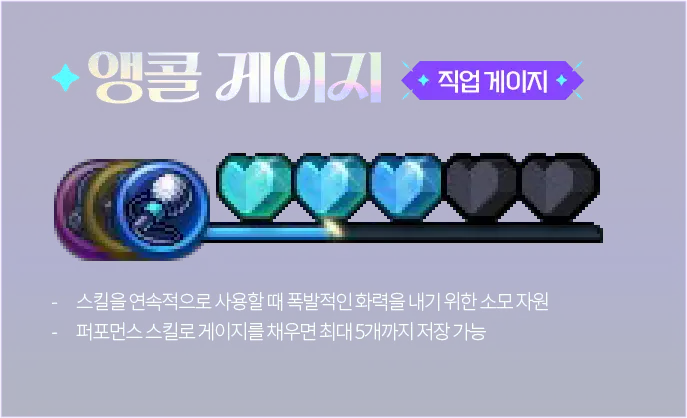 앵콜 게이지
직업 게이지
- 스킬을 연속적으로 사용할 때 폭발적인 화력을 내기 위한 소모 자원
- 퍼포먼스 스킬로 게이지를 채우면 최대 5개까지 저장 가능